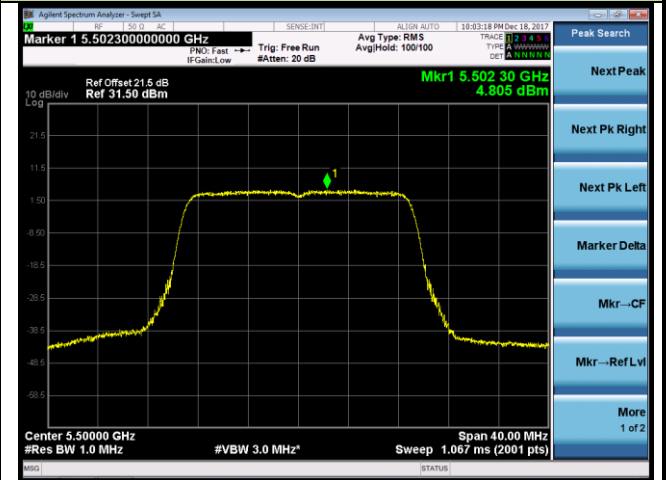 Agilent Spectrum Analyzer - Swept SA
RF 50 Ω AC SENSE:INT ALIGN AUTO 10:03:18 PM Dec 18, 2017
Marker 1 5.502300000000 GHz
PNO: Fast
IFGain:Low
Trig: Free Run
#Atten: 20 dB
Avg Type: RMS
Avg|Hold: 100/100
TRACE 1 2 3 4 5 6
TYPE A WWWWW
DET A N N N N N
Peak Search
Mkr1 5.502 30 GHz
4.805 dBm
Ref Offset 21.5 dB
10 dB/div Ref 31.50 dBm
Log
21.5
11.5
1.50
-8.50
-18.5
-28.5
-38.5
-48.5
-58.5
1
Next Peak
Next Pk Right
Next Pk Left
Marker Delta
Mkr→CF
Mkr→Ref Lvl
More
1 of 2
Center 5.50000 GHz Span 40.00 MHz
#Res BW 1.0 MHz #VBW 3.0 MHz* Sweep 1.067 ms (2001 pts)
MSG STATUS